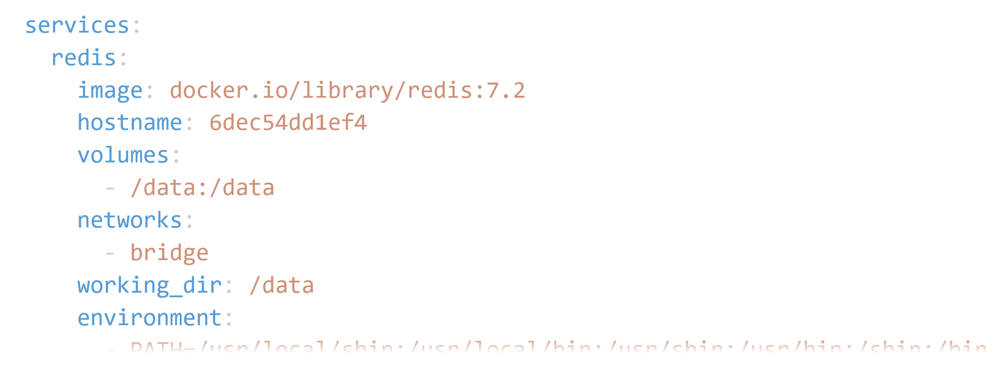 services:
  redis:
    image: docker.io/library/redis:7.2
    hostname: 6dec54dd1ef4
    volumes:
      - /data:/data
    networks:
      - bridge
    working_dir: /data
    environment:
      - PATH=/usr/local/sbin:/usr/local/bin:/usr/sbin:/usr/bin:/sbin:/bin